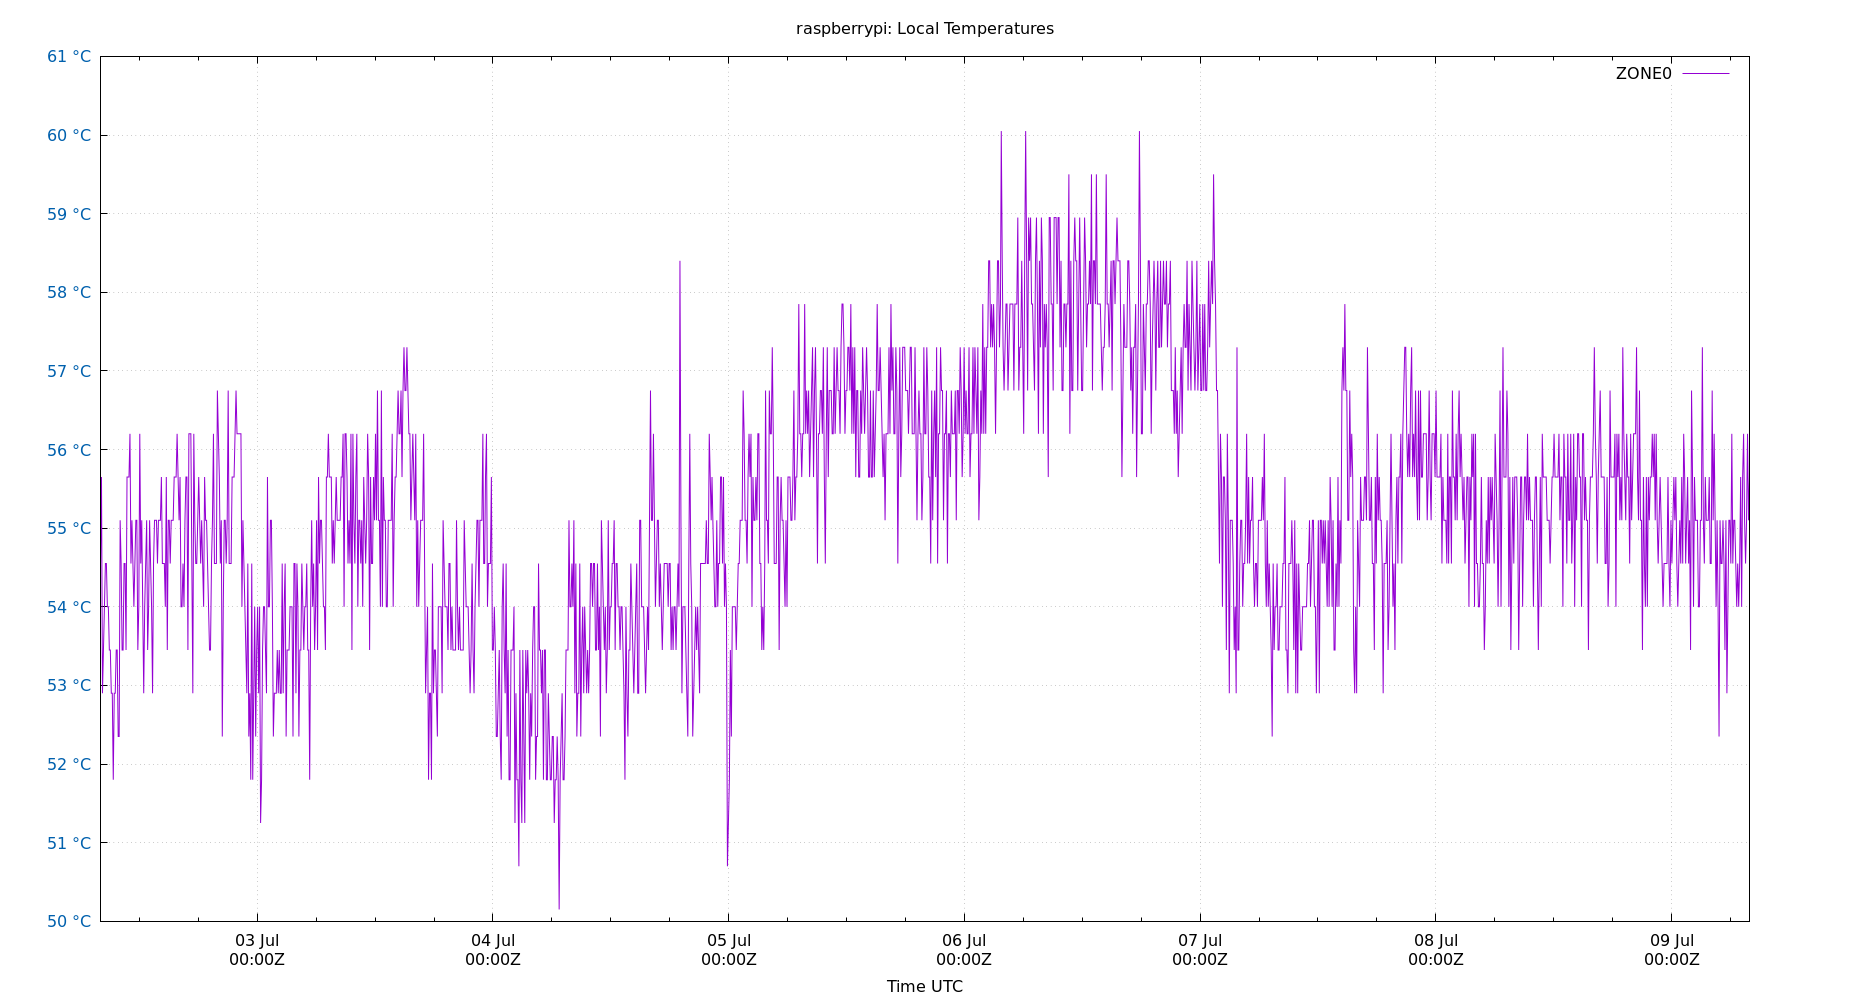 raspberrypi: Local Temperatures
61 °C
ZONE0
60 °C
59 °C
58 °C
57 °C
56 °C
55 °C
54 °C
53 °C
52 °C
51 °C
50 °C
03 Jul 04 Jul 05 Jul 06 Jul 07 Jul 08 Jul 09 Jul
00:00Z 00:00Z 00:00Z 00:00Z 00:00Z 00:00Z 00:00Z
Time UTC